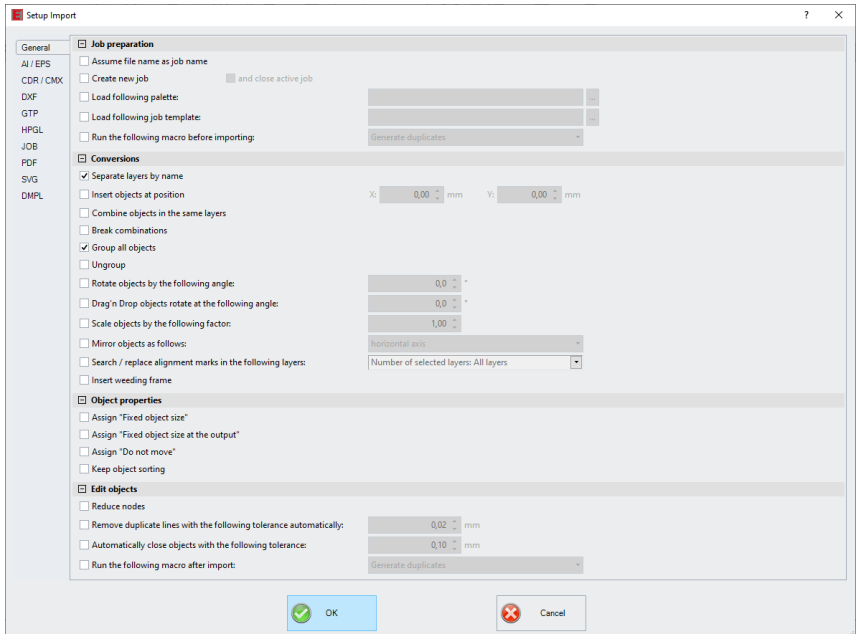 Setup Import ?
General
AI / EPS
CDR / CMX
DXF
GTP
HPGL
JOB
PDF
SVG
DMPL
Job preparation
Assume file name as job name
Create new job and close active job
Load following palette: ...
Load following job template: ...
Run the following macro before importing: Generate duplicates
Conversions
Separate layers by name
Insert objects at position X: 0,00 mm Y: 0,00 mm
Combine objects in the same layers
Break combinations
Group all objects
Ungroup
Rotate objects by the following angle: 0,0 °
Drag'n Drop objects rotate at the following angle: 0,0 °
Scale objects by the following factor: 1,00
Mirror objects as follows: horizontal axis
Search / replace alignment marks in the following layers: Number of selected layers: All layers
Insert weeding frame
Object properties
Assign "Fixed object size"
Assign "Fixed object size at the output"
Assign "Do not move"
Keep object sorting
Edit objects
Reduce nodes
Remove duplicate lines with the following tolerance automatically: 0,02 mm
Automatically close objects with the following tolerance: 0,10 mm
Run the following macro after import: Generate duplicates
OK Cancel